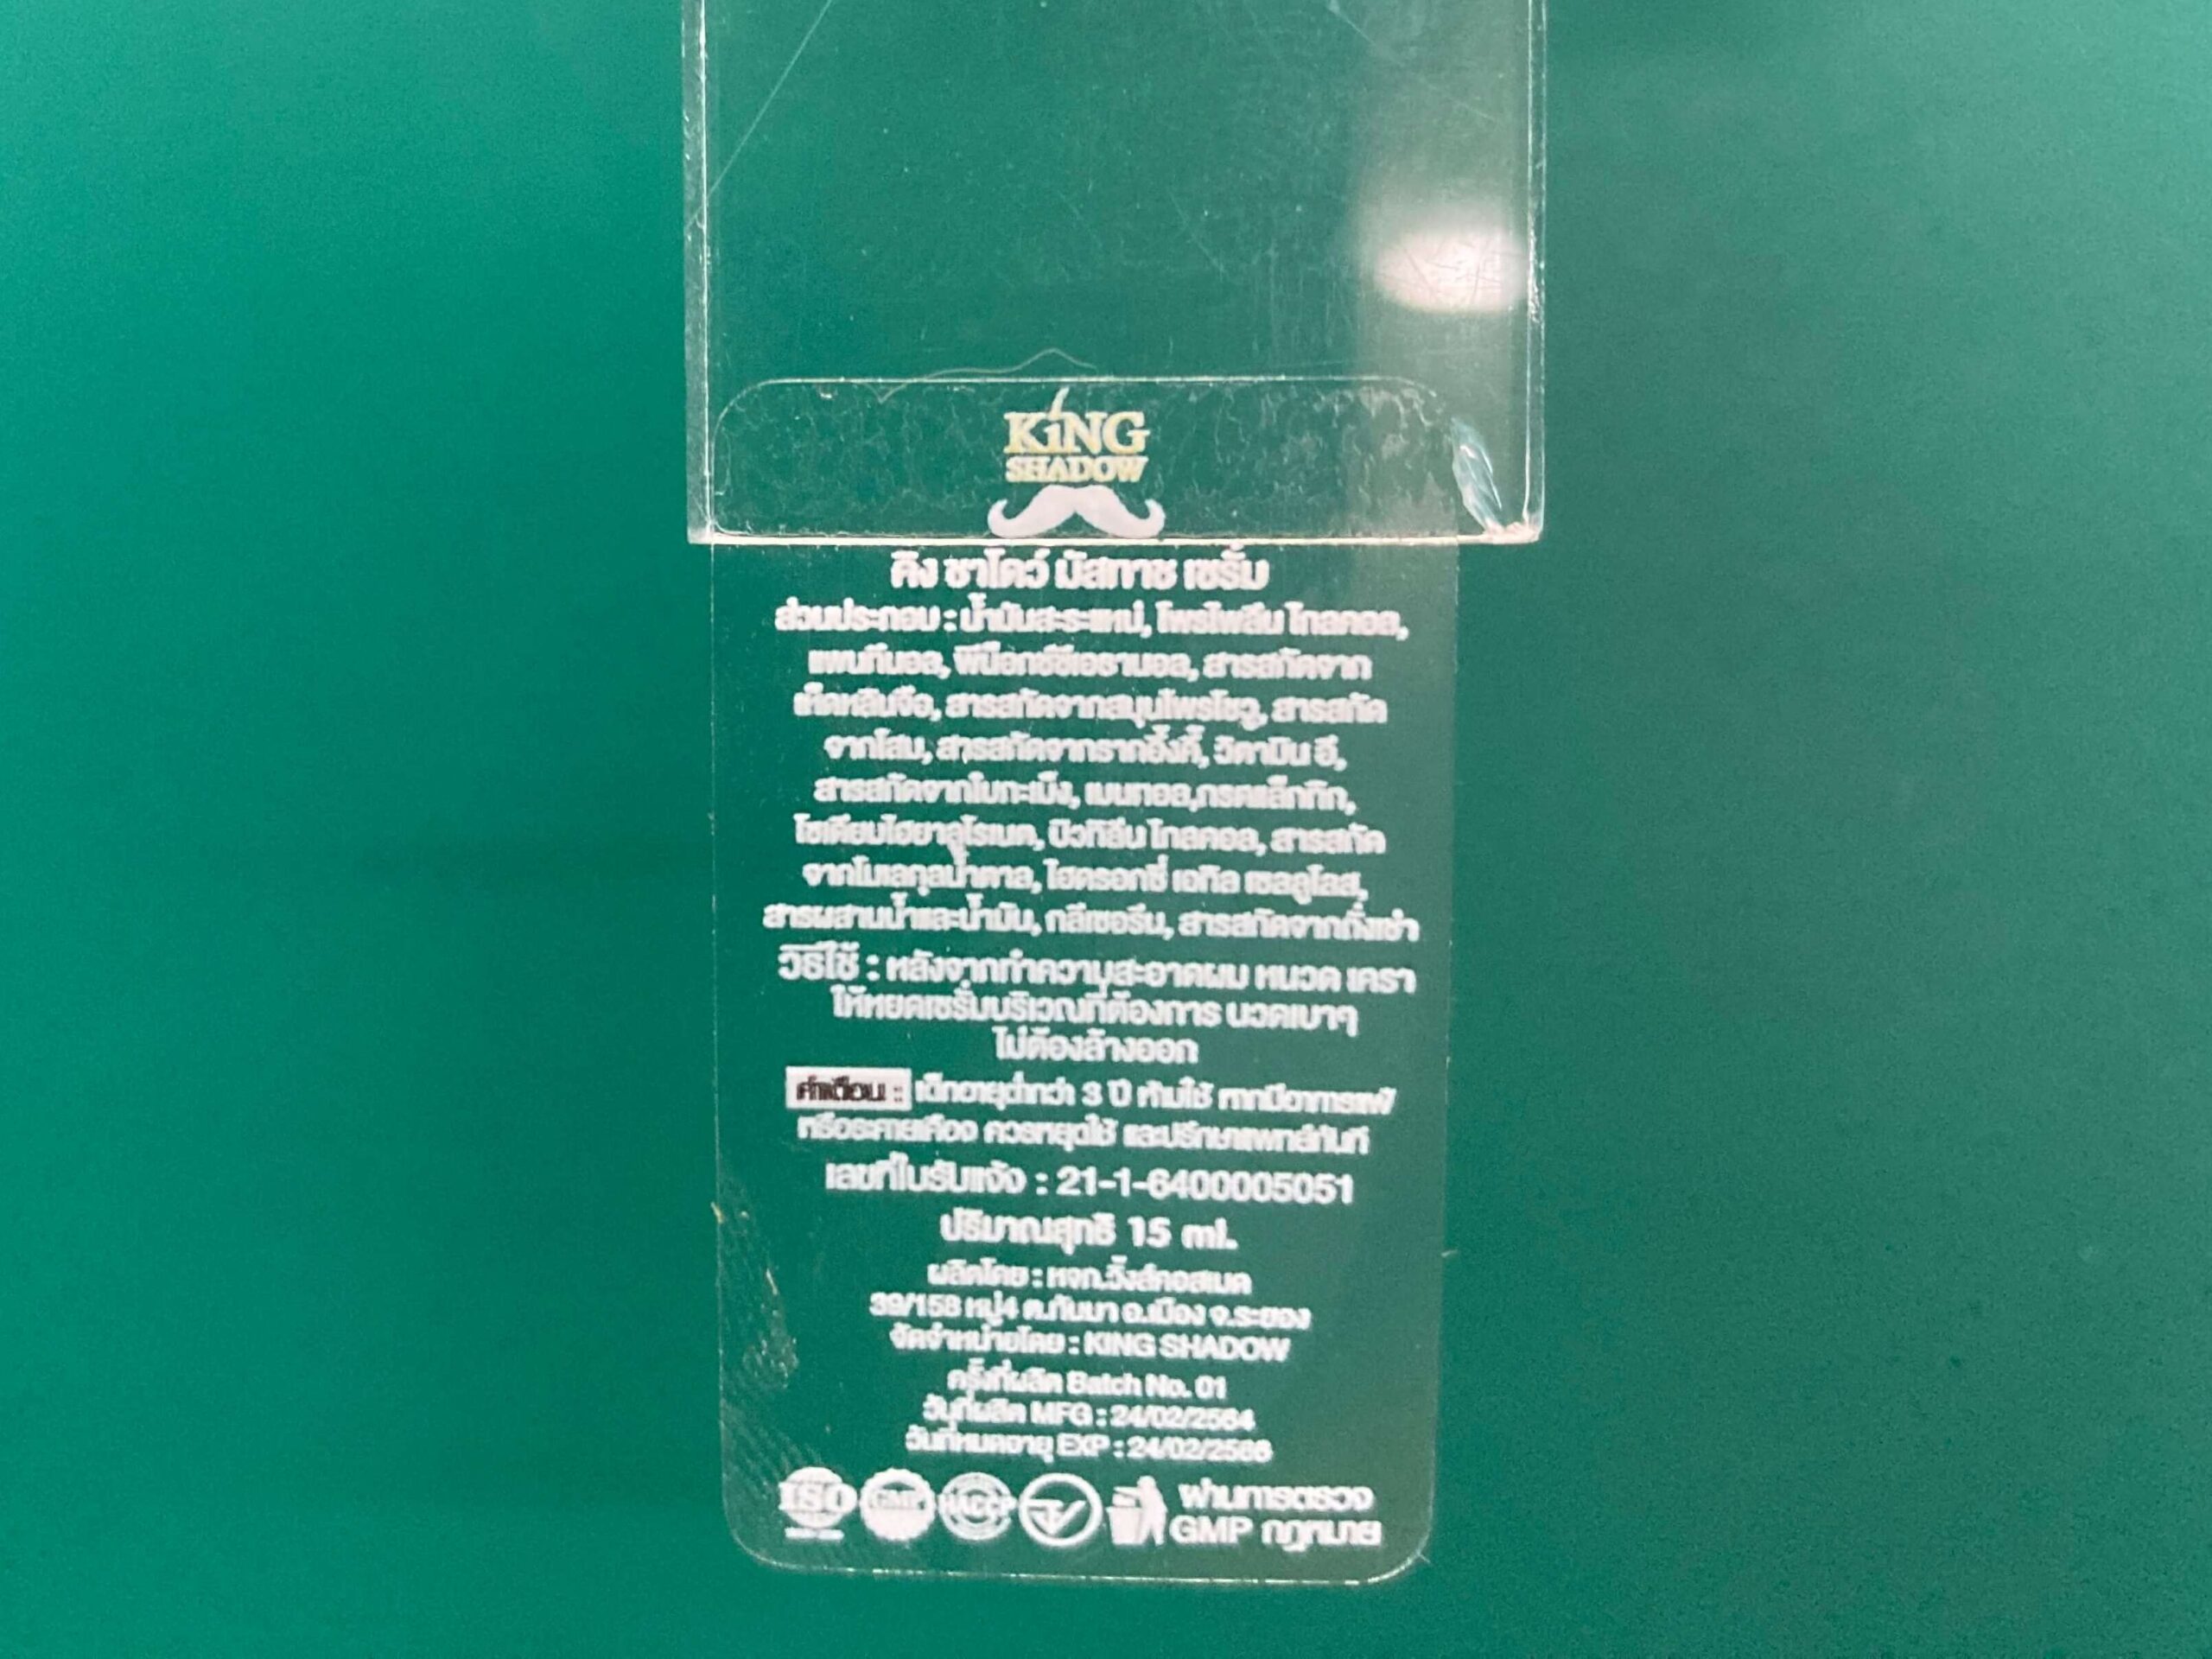 KiNG
SHADOW
คิง ชาโดว์ มัสทาช เซรั่ม
ส่วนประกอบ : น้ำมันสะระแหน่, โพรไพลีน ไกลคอล,
แพนทีนอล, ฟีน็อกซ์ซี่เอธานอล, สารสกัดจาก
เห็ดหลินจือ, สารสกัดจากสมุนไพรโชวู, สารสกัด
จากโสม, สารสกัดจากรากอึ้งคี้, วิตามิน อี,
สารสกัดจากใบกะเม็ง, เมนทอล,กรดแล็กทิก,
โซเดียมไฮยาลูโรเนต, บิวทิลีน ไกลคอล, สารสกัด
จากโมเลกุลน้ำตาล, ไฮดรอกซี่ เอทิล เซลลูโลส,
สารผสานน้ำและน้ำมัน, กลีเซอรีน, สารสกัดจากถั่งเช่า
วิธีใช้ : หลังจากทำความสะอาดผม หนวด เครา
ให้หยดเซรั่มบริเวณที่ต้องการ นวดเบาๆ
ไม่ต้องล้างออก
คำเตือน : เด็กอายุต่ำกว่า 3 ปี ห้ามใช้ หากมีอาการแพ้
หรือระคายเคือง ควรหยุดใช้ และปรึกษาแพทย์ทันที
เลขที่ใบรับแจ้ง : 21-1-6400005051
ปริมาณสุทธิ 15 ml.
ผลิตโดย : หจก.วิ้งส์คอสเมด
39/158 หมู่4 ต.ทับมา อ.เมือง จ.ระยอง
จัดจำหน่ายโดย : KING SHADOW
ครั้งที่ผลิต Batch No. 01
วันที่ผลิต MFG : 24/02/2564
วันที่หมดอายุ EXP : 24/02/2566
ISO GMP HACCP
ผ่านการตรวจ
GMP กฎหมาย